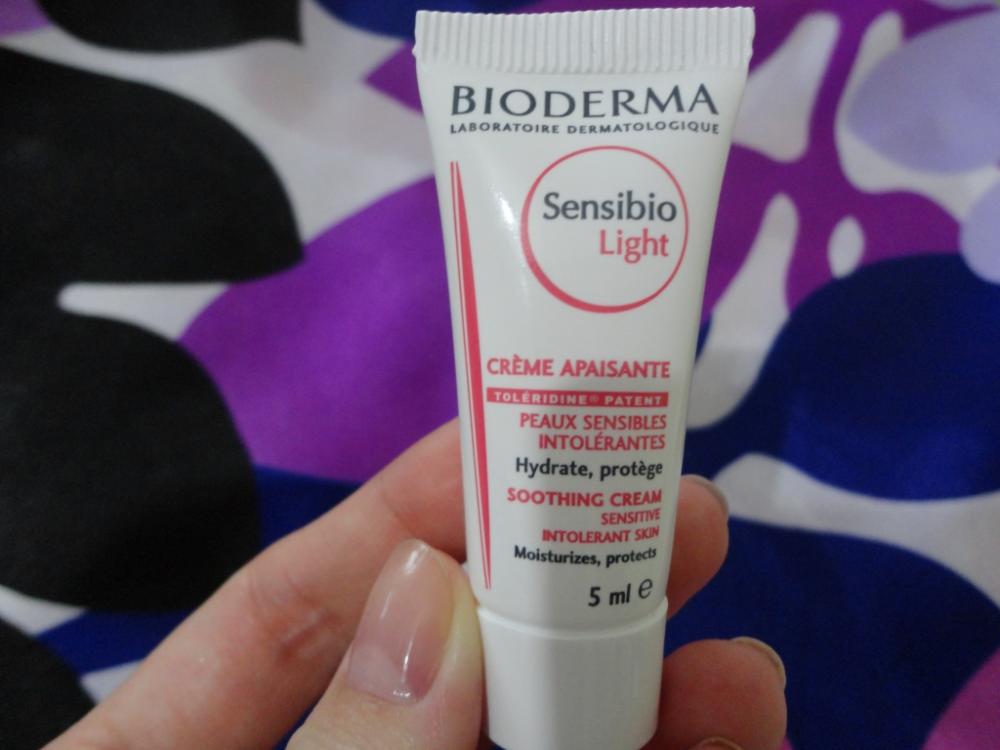 BIODERMA
LABORATOIRE DERMATOLOGIQUE
Sensibio
Light
CRÈME APAISANTE
TOLÉRIDINE® PATENT
PEAUX SENSIBLES
INTOLÉRANTES
Hydrate, protège
SOOTHING CREAM
SENSITIVE
INTOLERANT SKIN
Moisturizes, protects
5 ml ℮